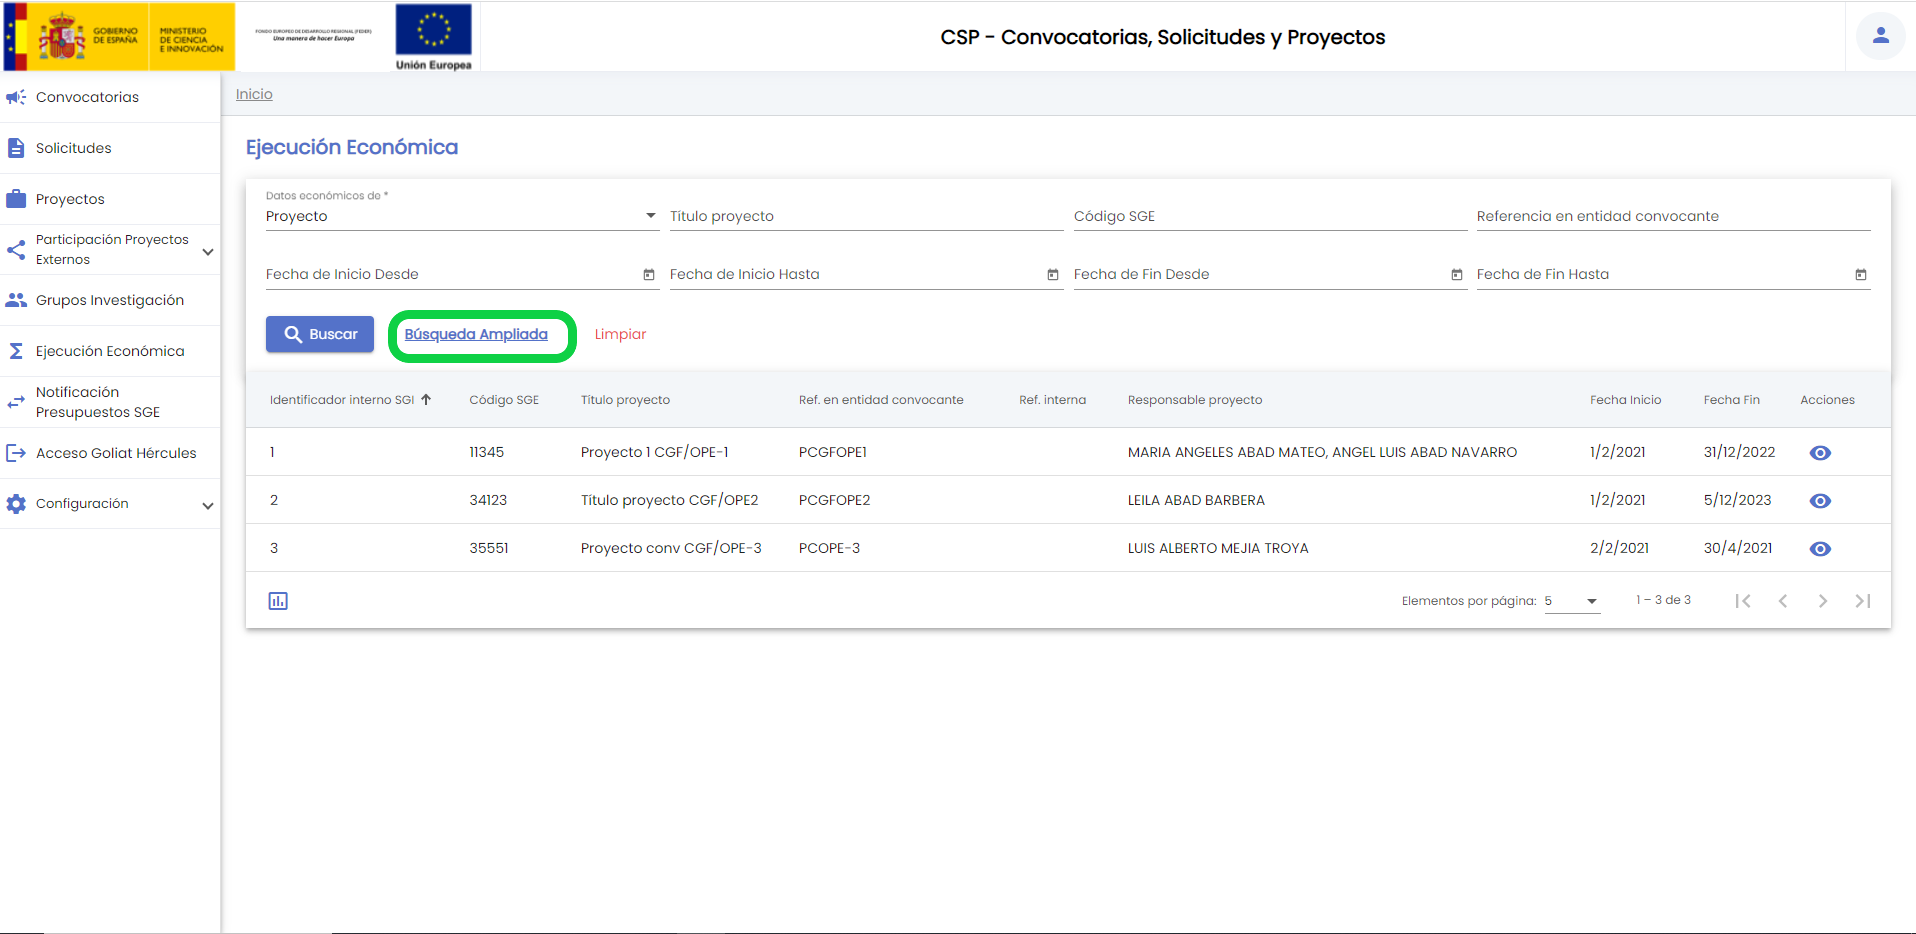 GOBIERNO
DE ESPAÑA
MINISTERIO
DE CIENCIA
E INNOVACIÓN
FONDO EUROPEO DE DESARROLLO REGIONAL (FEDER)
Una manera de hacer Europa
Unión Europea
CSP - Convocatorias, Solicitudes y Proyectos
Convocatorias
Solicitudes
Proyectos
Participación Proyectos
Externos
Grupos Investigación
Ejecución Económica
Notificación
Presupuestos SGE
Acceso Goliat Hércules
Configuración
Inicio
Ejecución Económica
Datos económicos de *
Proyecto Título proyecto Código SGE Referencia en entidad convocante
Fecha de Inicio Desde Fecha de Inicio Hasta Fecha de Fin Desde Fecha de Fin Hasta
Buscar Búsqueda Ampliada Limpiar
Identificador interno SGI Código SGE Título proyecto Ref. en entidad convocante Ref. interna Responsable proyecto Fecha Inicio Fecha Fin Acciones
1 11345 Proyecto 1 CGF/OPE-1 PCGFOPE1 MARIA ANGELES ABAD MATEO, ANGEL LUIS ABAD NAVARRO 1/2/2021 31/12/2022
2 34123 Título proyecto CGF/OPE2 PCGFOPE2 LEILA ABAD BARBERA 1/2/2021 5/12/2023
3 35551 Proyecto conv CGF/OPE-3 PCOPE-3 LUIS ALBERTO MEJIA TROYA 2/2/2021 30/4/2021
Elementos por página: 5 1 – 3 de 3